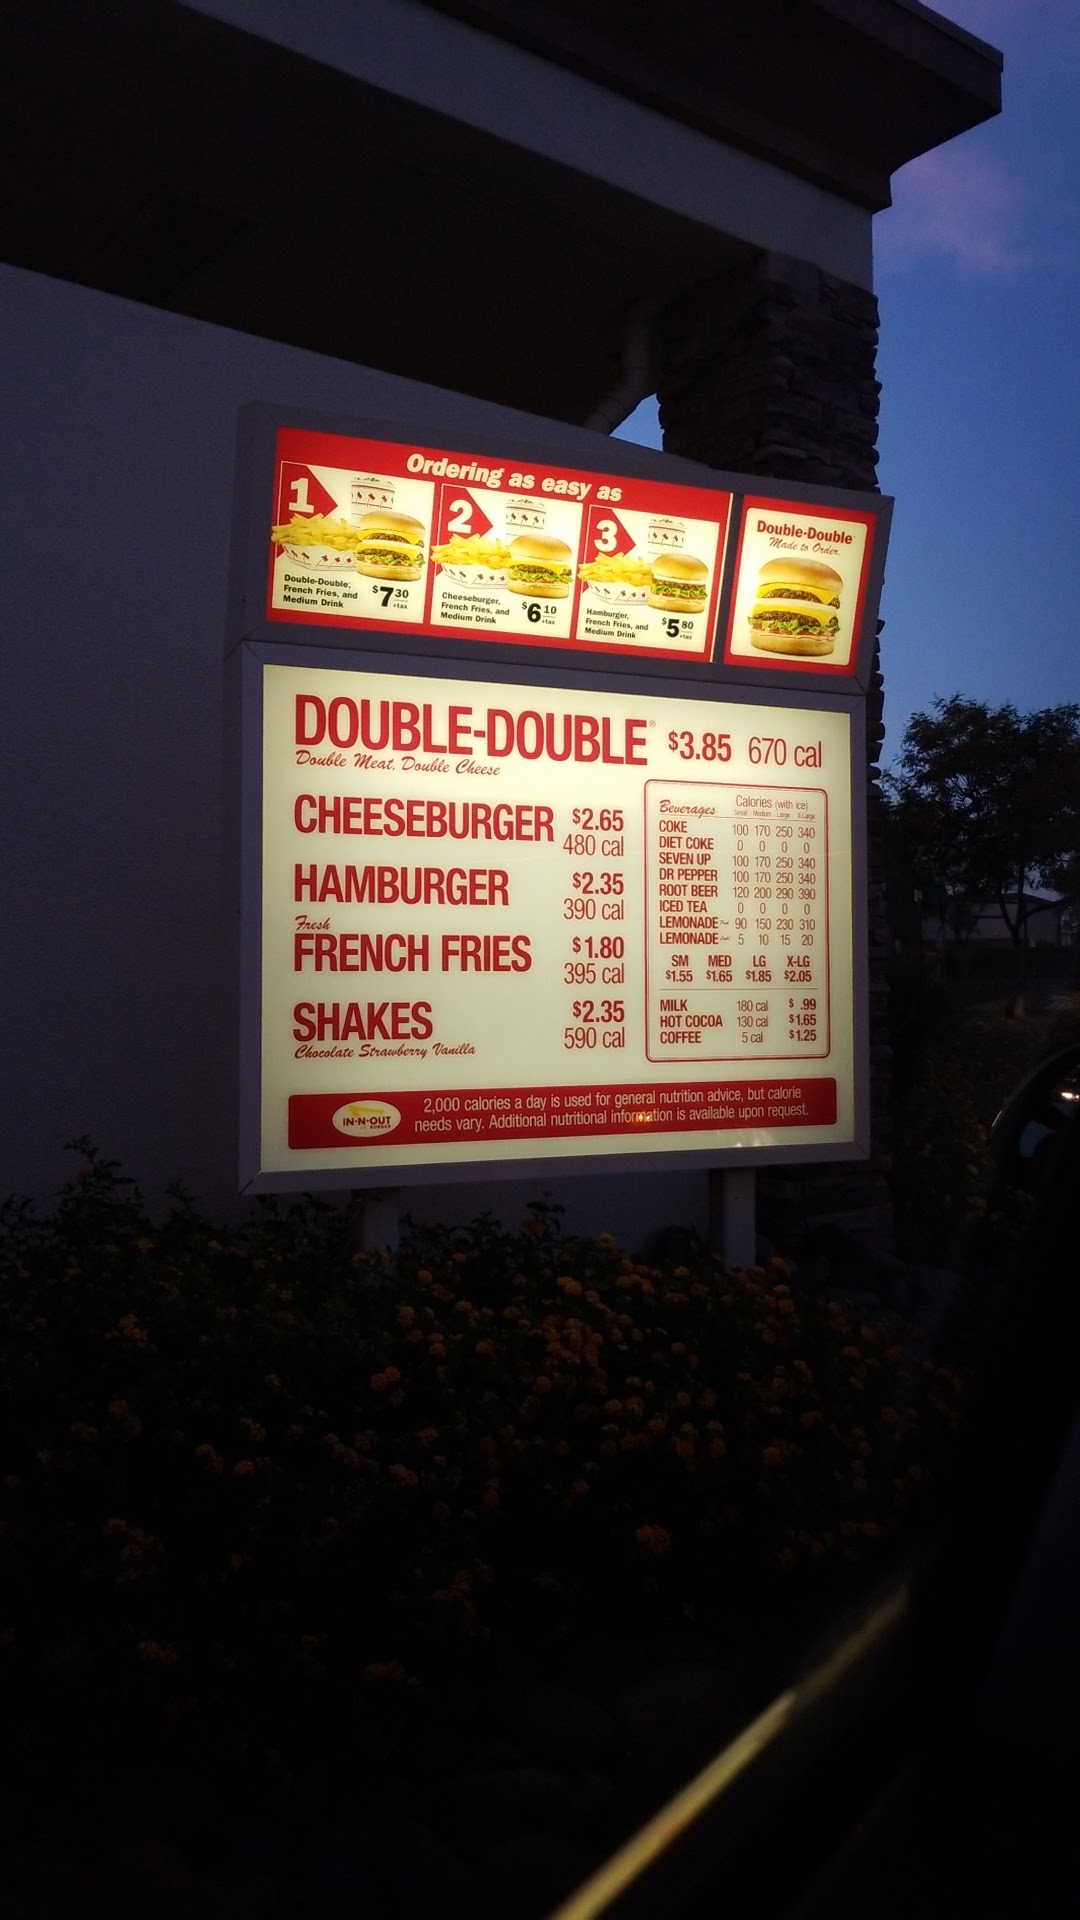 Ordering as easy as
1
Double-Double,
French Fries, and
Medium Drink
$7.30
+tax
2
Cheeseburger,
French Fries, and
Medium Drink
$6.10
+tax
3
Hamburger,
French Fries, and
Medium Drink
$5.80
+tax
Double-Double®
Made to Order.
DOUBLE-DOUBLE® $3.85 670 cal
Double Meat, Double Cheese
CHEESEBURGER $2.65
480 cal
HAMBURGER $2.35
390 cal
Fresh
FRENCH FRIES $1.80
395 cal
SHAKES $2.35
590 cal
Chocolate Strawberry Vanilla
Beverages Calories (with ice)
Small Medium Large X-Large
COKE 100 170 250 340
DIET COKE 0 0 0 0
SEVEN UP 100 170 250 340
DR PEPPER 100 170 250 340
ROOT BEER 120 200 290 390
ICED TEA 0 0 0 0
LEMONADE Pink 90 150 230 310
LEMONADE Light 5 10 15 20
SM MED LG X-LG
$1.55 $1.65 $1.85 $2.05
MILK 180 cal $ .99
HOT COCOA 130 cal $1.65
COFFEE 5 cal $1.25
IN-N-OUT
BURGER
2,000 calories a day is used for general nutrition advice, but calorie
needs vary. Additional nutritional information is available upon request.